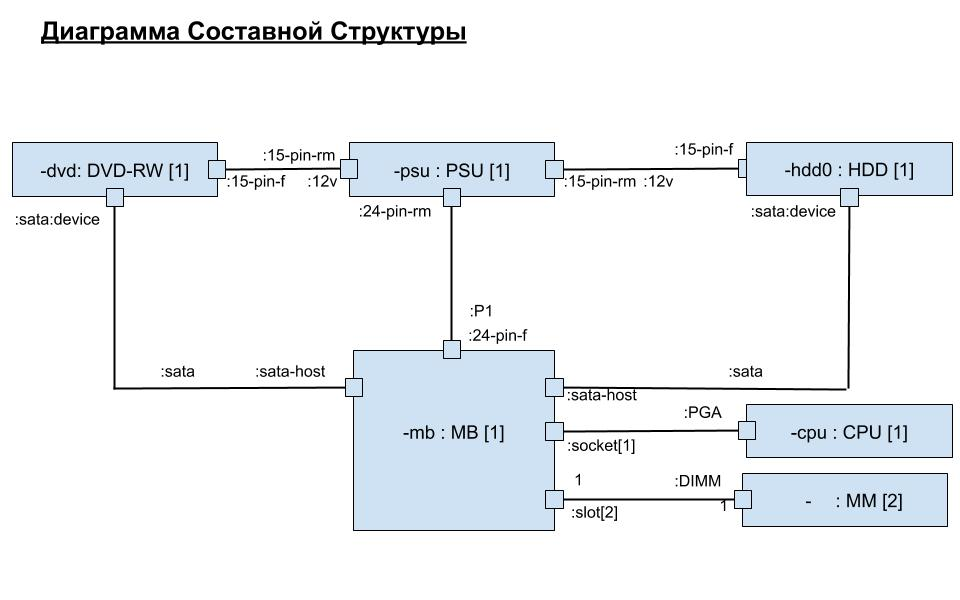 Диаграмма Составной Структуры
-dvd: DVD-RW [1]
:15-pin-rm
:15-pin-f
:12v
-psu : PSU [1]
:15-pin-f
:15-pin-rm
:12v
-hdd0 : HDD [1]
:sata:device
:24-pin-rm
:sata:device
:P1
:24-pin-f
:sata
:sata-host
:sata
:sata-host
-mb : MB [1]
:PGA
:socket[1]
-cpu : CPU [1]
1
:DIMM
:slot[2]
1
- : MM [2]